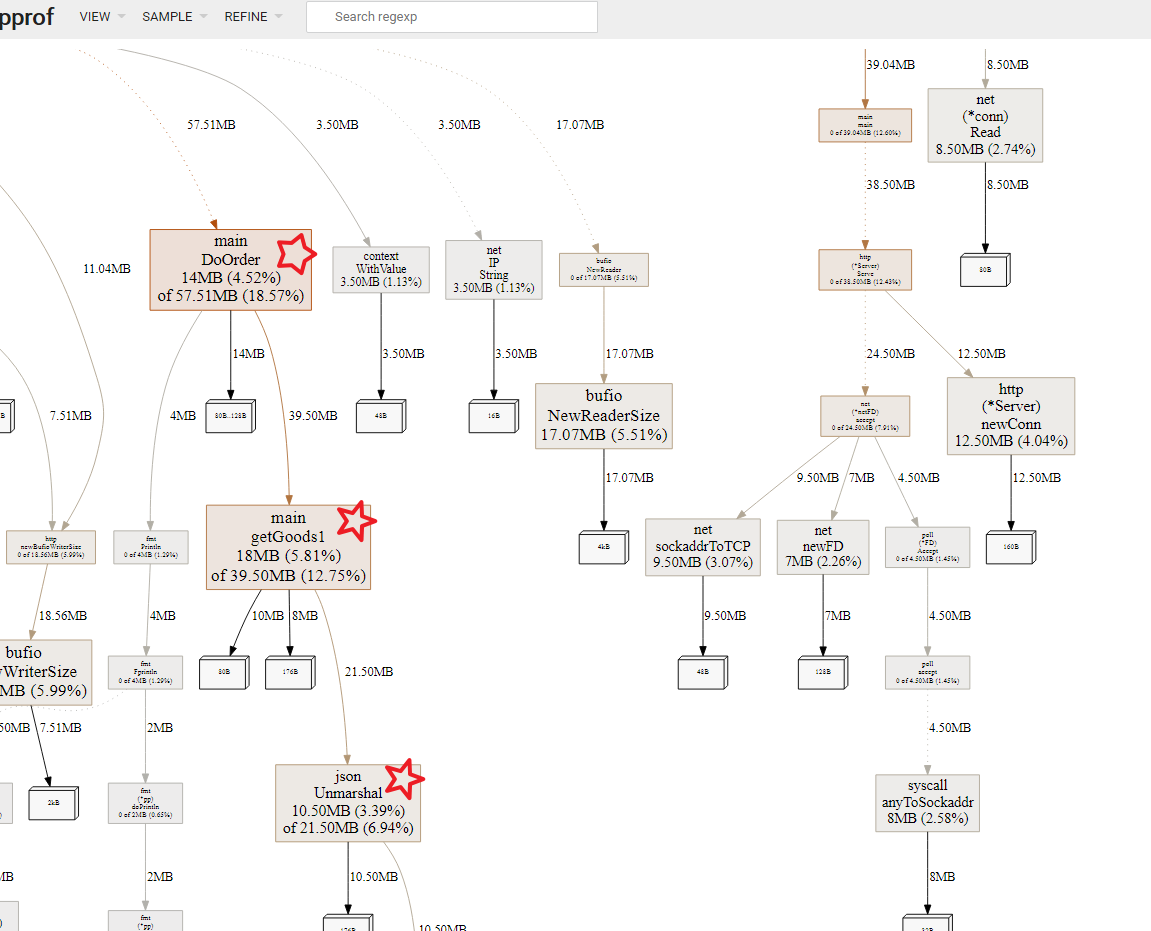 pprof
VIEW
SAMPLE
REFINE
Search regexp
39.04MB
8.50MB
57.51MB
3.50MB
3.50MB
17.07MB
main
main
0 of 39.04MB (12.60%)
net
(*conn)
Read
8.50MB (2.74%)
38.50MB
8.50MB
11.04MB
main
DoOrder
14MB (4.52%)
of 57.51MB (18.57%)
context
WithValue
3.50MB (1.13%)
net
IP
String
3.50MB (1.13%)
bufio
NewReader
0 of 17.07MB (5.51%)
http
(*Server)
Serve
0 of 38.50MB (12.43%)
80B
14MB
3.50MB
3.50MB
17.07MB
24.50MB
12.50MB
B
7.51MB
4MB
80B..128B
39.50MB
48B
16B
bufio
NewReaderSize
17.07MB (5.51%)
net
(*netFD)
accept
0 of 24.50MB (7.91%)
http
(*Server)
newConn
12.50MB (4.04%)
17.07MB
9.50MB
7MB
4.50MB
12.50MB
http
newBufioWriterSize
0 of 18.56MB (5.99%)
fmt
Println
0 of 4MB (1.29%)
main
getGoods1
18MB (5.81%)
of 39.50MB (12.75%)
4kB
net
sockaddrToTCP
9.50MB (3.07%)
net
newFD
7MB (2.26%)
poll
(*FD)
Accept
0 of 4.50MB (1.45%)
160B
18.56MB
4MB
10MB
8MB
9.50MB
7MB
4.50MB
bufio
wWriterSize
MB (5.99%)
fmt
Fprintln
0 of 4MB (1.29%)
80B
176B
21.50MB
48B
128B
poll
accept
0 of 4.50MB (1.45%)
50MB
7.51MB
2MB
4.50MB
2kB
)
fmt
(*pp)
doPrintln
0 of 2MB (0.65%)
json
Unmarshal
10.50MB (3.39%)
of 21.50MB (6.94%)
syscall
anyToSockaddr
8MB (2.58%)
MB
2MB
10.50MB
8MB
)
fmt
(*pp)
10.50MB